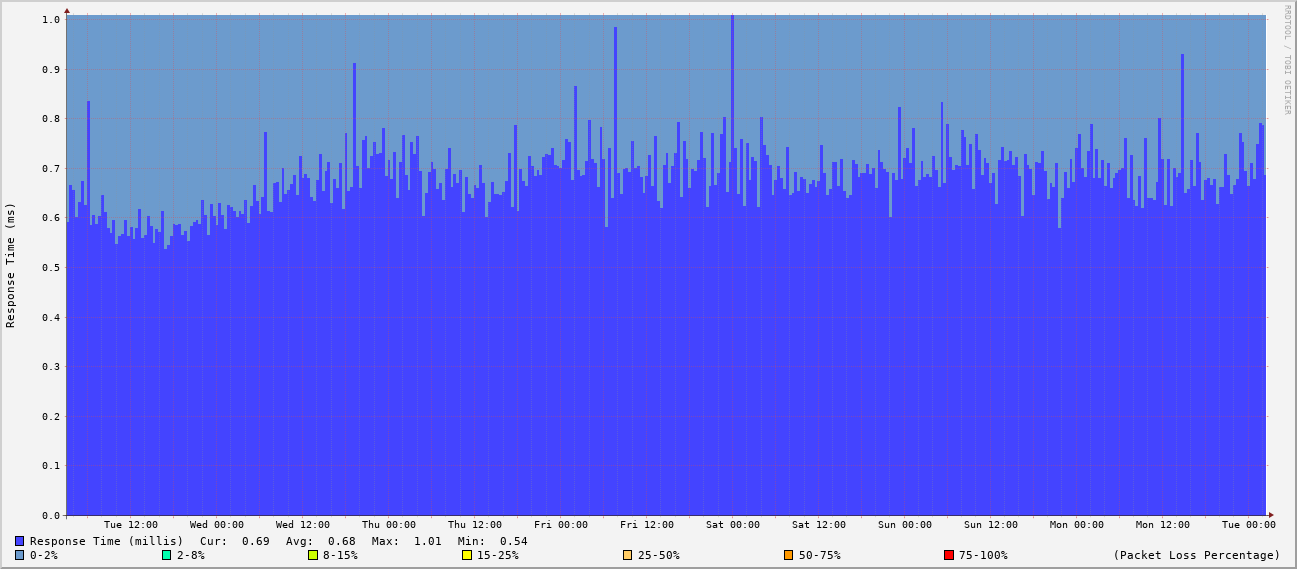 RRDTOOL / TOBI OETIKER
Response Time (ms)
1.0
0.9
0.8
0.7
0.6
0.5
0.4
0.3
0.2
0.1
0.0
Tue 12:00 Wed 00:00 Wed 12:00 Thu 00:00 Thu 12:00 Fri 00:00 Fri 12:00 Sat 00:00 Sat 12:00 Sun 00:00 Sun 12:00 Mon 00:00 Mon 12:00 Tue 00:00
Response Time (millis) Cur: 0.69 Avg: 0.68 Max: 1.01 Min: 0.54
0-2% 2-8% 8-15% 15-25% 25-50% 50-75% 75-100% (Packet Loss Percentage)